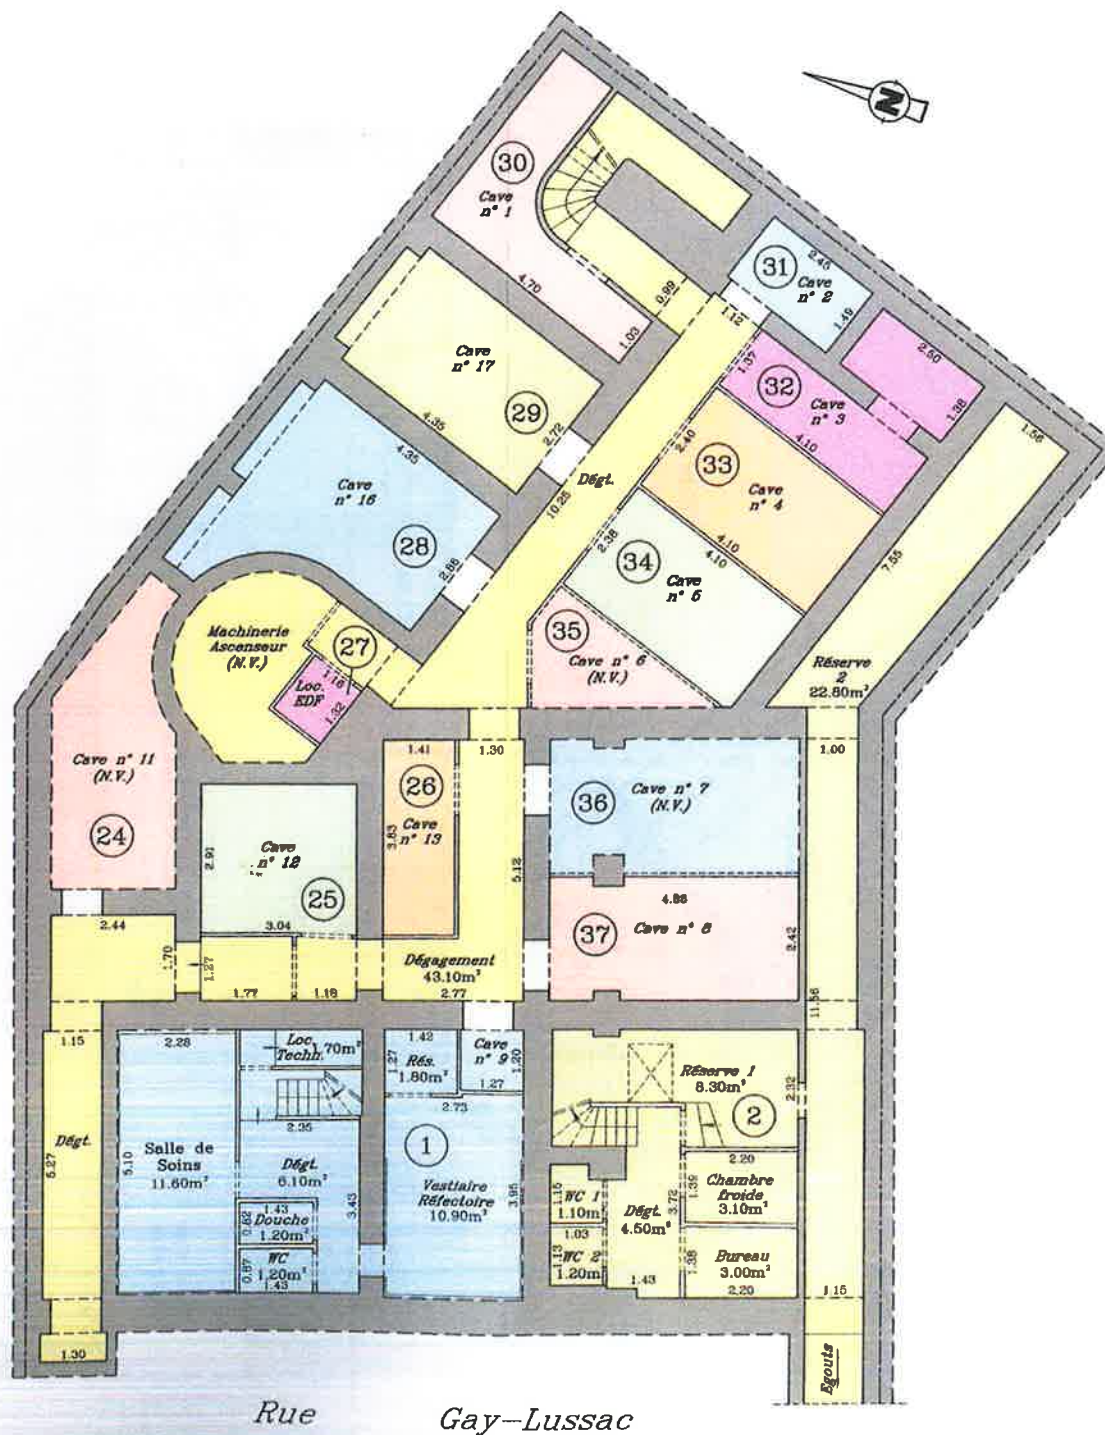 N
30
Cave
n° 1
4.70
1.03
0.99
1.12
31
2.45
Cave
n° 2
1.49
2.50
1.38
1.37
32
Cave
n° 3
4.10
1.56
Cave
n° 17
29
4.35
2.72
2.40
33
Cave
n° 4
4.10
Dégt.
10.25
4.35
Cave
n° 16
28
2.88
2.38
34
4.10
Cave
n° 5
7.55
35
Cave n° 6
(N.V.)
Réserve
2
22.80m²
Machinerie
Ascenseur
(N.V.)
27
1.18
Loc.
EDF
1.32
Cave n° 11
(N.V.)
24
1.41
26
Cave
n° 13
3.83
1.30
5.12
1.00
36
Cave n° 7
(N.V.)
Cave
n° 12
2.91
25
3.04
4.86
37
Cave n° 8
2.42
2.44
1.70
1.27
1.77
1.18
Dégagement
43.10m²
2.77
11.56
1.15
Dégt.
5.27
1.30
2.28
Salle de
Soins
11.60m²
5.10
Loc.
Techn.
1.70m²
2.35
Dégt.
6.10m²
3.43
1.43
Douche
1.20m²
0.82
WC
1.20m²
0.87
1.43
1.42
1.27
Rés.
1.80m²
Cave
n° 9
1.20
1.27
2.73
1
Vestiaire
Réfectoire
10.90m²
3.95
Réserve 1
8.30m²
2
2.32
2.20
Chambre
froide
3.10m²
1.39
3.72
1.15
WC 1
1.10m
1.03
WC 2
1.20m
1.13
Dégt.
4.50m²
1.43
1.38
Bureau
3.00m²
2.20
1.15
Egouts
Rue Gay-Lussac